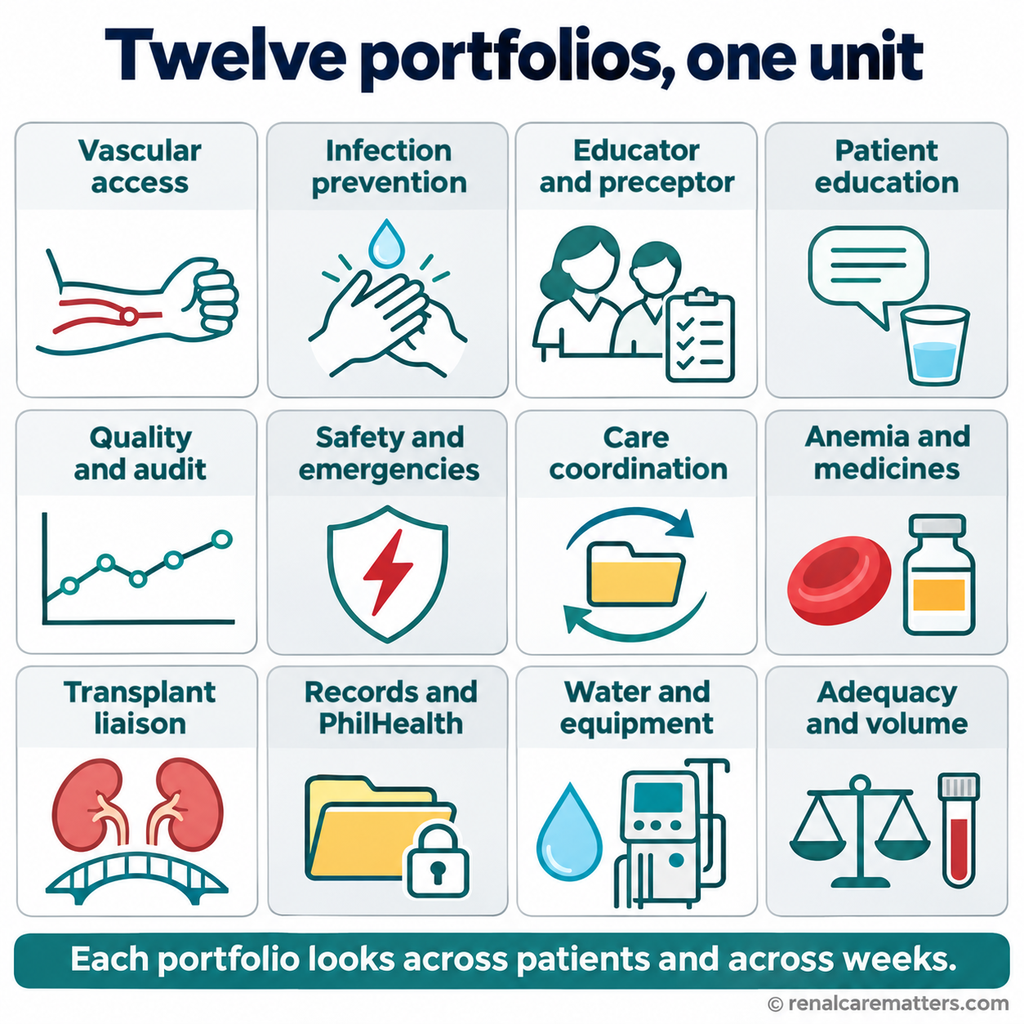 Twelve portfolios, one unit
Vascular
access
Infection
prevention
Educator
and preceptor
Patient
education
Quality
and audit
Safety and
emergencies
Care
coordination
Anemia and
medicines
Transplant
liaison
Records and
PhilHealth
Water and
equipment
Adequacy
and volume
Each portfolio looks across patients and across weeks.
© renalcarematters.com